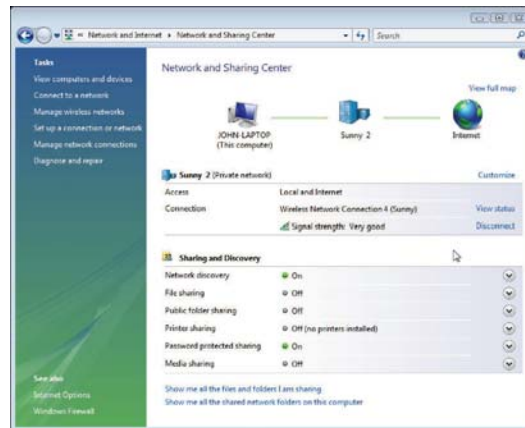 Network and Internet
Network and Sharing Center
Search
Tasks
View computers and devices
Connect to a network
Manage wireless networks
Set up a connection or network
Manage network connections
Diagnose and repair
See also
Internet Options
Windows Firewall
Network and Sharing Center
View full map
JOHN-LAPTOP
(This computer)
Sunny 2
Internet
Sunny 2 (Private network)
Customize
Access
Local and Internet
Connection
Wireless Network Connection 4 (Sunny)
View status
Signal strength: Very good
Disconnect
Sharing and Discovery
Network discovery
On
File sharing
Off
Public folder sharing
Off
Printer sharing
Off (no printers installed)
Password protected sharing
On
Media sharing
Off
Show me all the files and folders I am sharing
Show me all the shared network folders on this computer